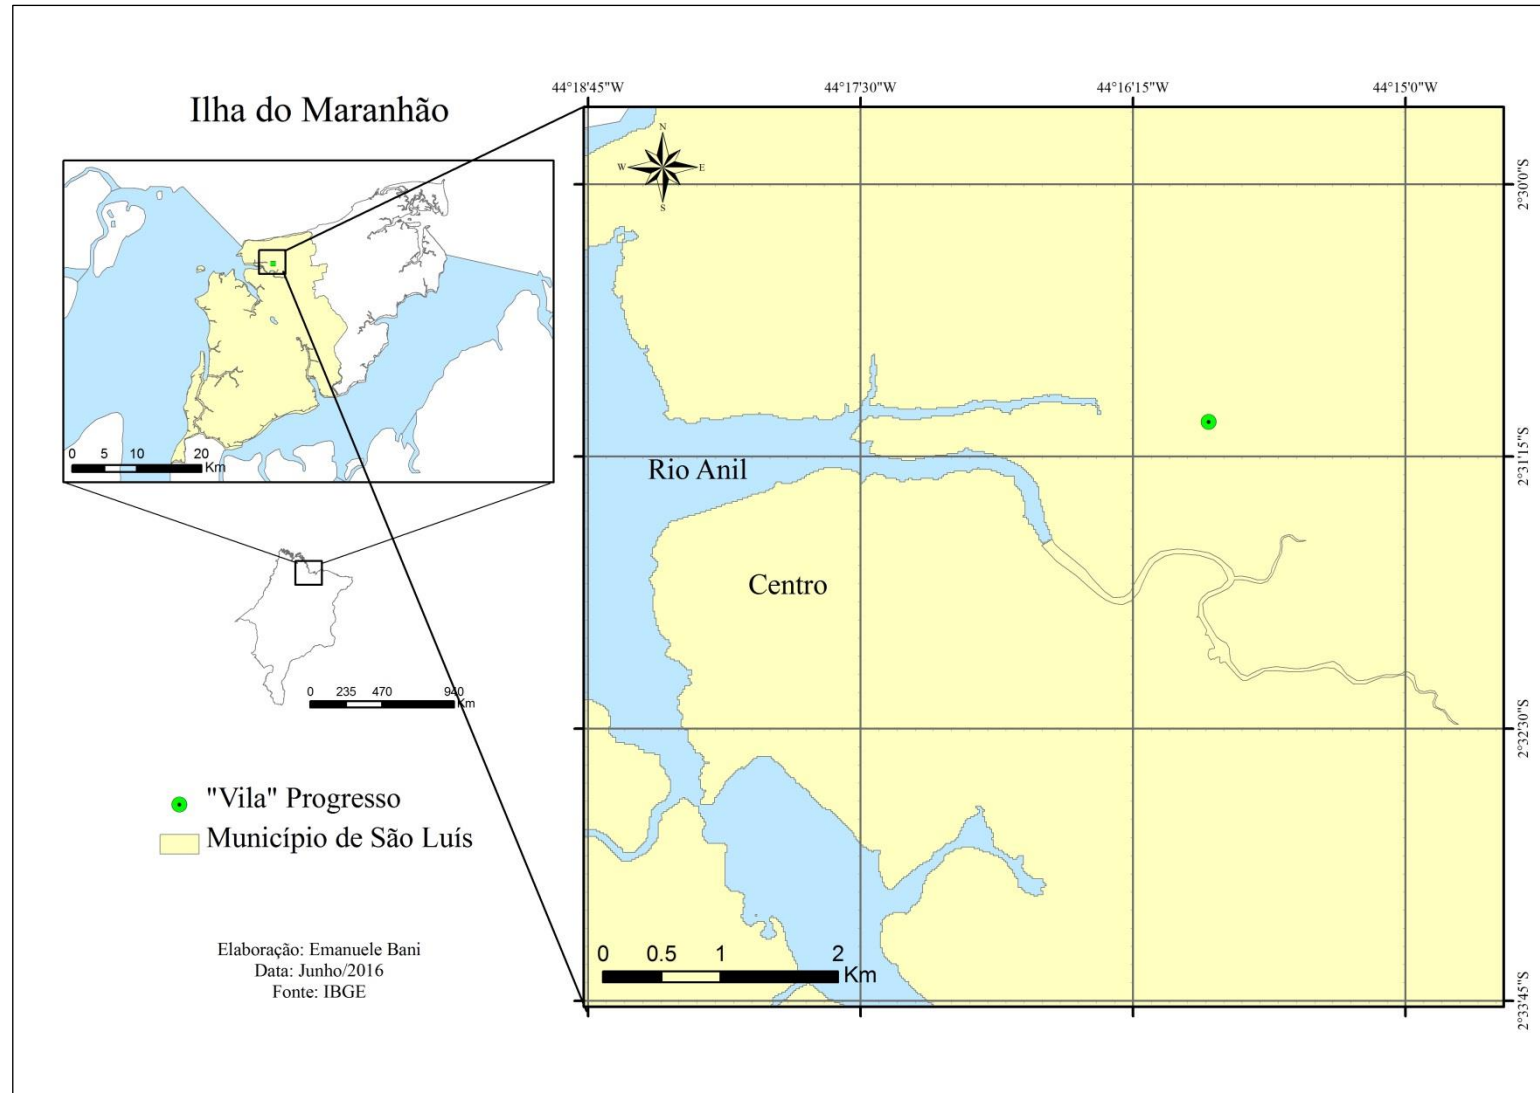 Ilha do Maranhão
0 5 10 20
Km
0 235 470 940
Km
"Vila" Progresso
Município de São Luís
Elaboração: Emanuele Bani
Data: Junho/2016
Fonte: IBGE
44°18'45"W 44°17'30"W 44°16'15"W 44°15'0"W
N
W E
S
2°30'0"S
2°31'15"S
Rio Anil
Centro
2°32'30"S
0 0.5 1 2
Km
2°33'45"S